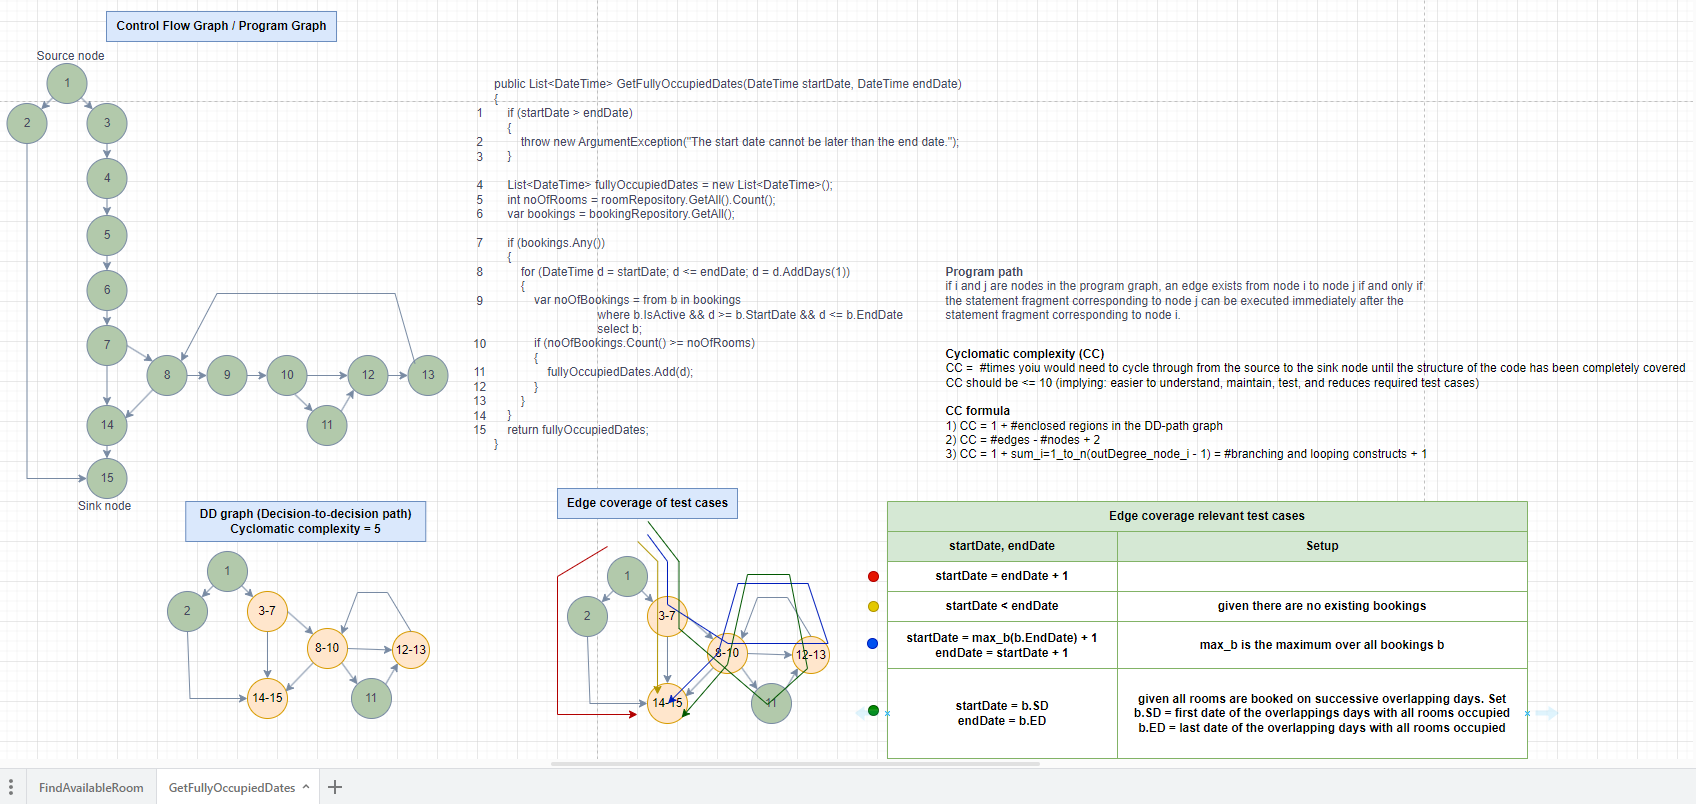 Control Flow Graph / Program Graph
Source node
1
2
3
4
5
6
7
8
9
10
12
13
11
14
15
Sink node
public List<DateTime> GetFullyOccupiedDates(DateTime startDate, DateTime endDate)
{
1 if (startDate > endDate)
{
2 throw new ArgumentException("The start date cannot be later than the end date.");
3 }
4 List<DateTime> fullyOccupiedDates = new List<DateTime>();
5 int noOfRooms = roomRepository.GetAll().Count();
6 var bookings = bookingRepository.GetAll();
7 if (bookings.Any())
{
8 for (DateTime d = startDate; d <= endDate; d = d.AddDays(1))
{
9 var noOfBookings = from b in bookings
where b.IsActive && d >= b.StartDate && d <= b.EndDate
select b;
10 if (noOfBookings.Count() >= noOfRooms)
{
11 fullyOccupiedDates.Add(d);
12 }
13 }
14 }
15 return fullyOccupiedDates;
}
Program path
if i and j are nodes in the program graph, an edge exists from node i to node j if and only if
the statement fragment corresponding to node j can be executed immediately after the
statement fragment corresponding to node i.
Cyclomatic complexity (CC)
CC = #times yoiu would need to cycle through from the source to the sink node until the structure of the code has been completely covered
CC should be <= 10 (implying: easier to understand, maintain, test, and reduces required test cases)
CC formula
1) CC = 1 + #enclosed regions in the DD-path graph
2) CC = #edges - #nodes + 2
3) CC = 1 + sum_i=1_to_n(outDegree_node_i - 1) = #branching and looping constructs + 1
DD graph (Decision-to-decision path)
Cyclomatic complexity = 5
1
2
3-7
8-10
12-13
14-15
11
Edge coverage of test cases
1
2
3-7
8-10
12-13
14-15
11
Edge coverage relevant test cases
startDate, endDate Setup
startDate = endDate + 1
startDate < endDate given there are no existing bookings
startDate = max_b(b.EndDate) + 1
endDate = startDate + 1
max_b is the maximum over all bookings b
startDate = b.SD
endDate = b.ED
given all rooms are booked on successive overlapping days. Set
b.SD = first date of the overlappings days with all rooms occupied
b.ED = last date of the overlapping days with all rooms occupied
FindAvailableRoom GetFullyOccupiedDates